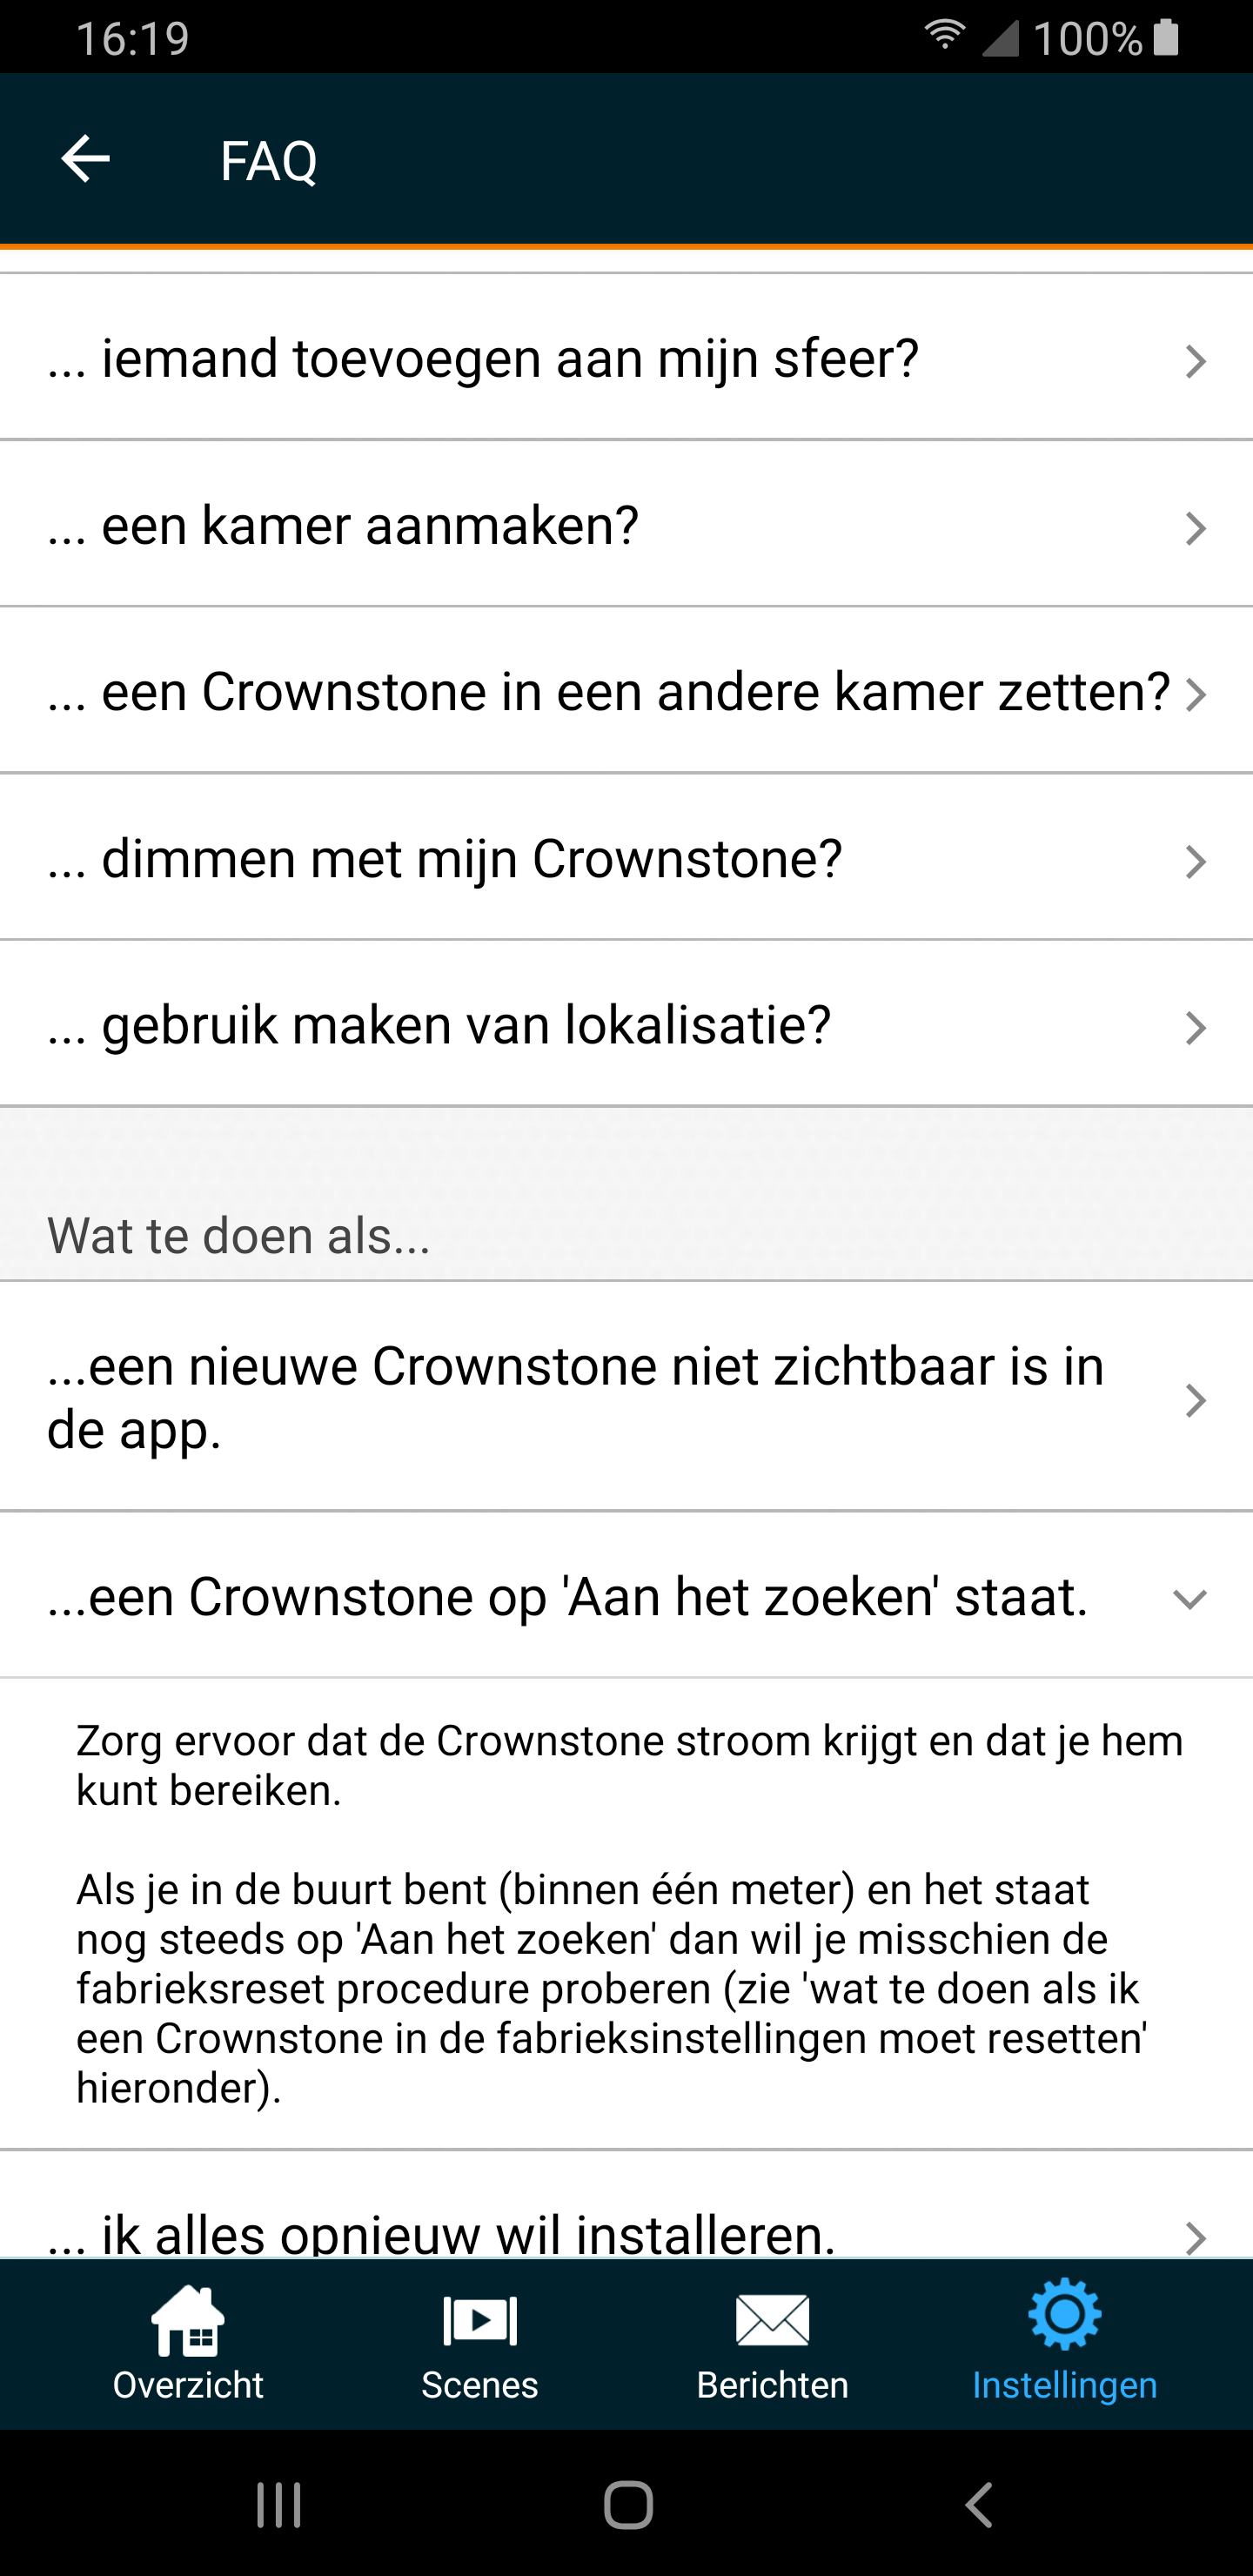 16:19
100%
FAQ
... iemand toevoegen aan mijn sfeer?
... een kamer aanmaken?
... een Crownstone in een andere kamer zetten?
... dimmen met mijn Crownstone?
... gebruik maken van lokalisatie?
Wat te doen als...
...een nieuwe Crownstone niet zichtbaar is in
de app.
...een Crownstone op 'Aan het zoeken' staat.
Zorg ervoor dat de Crownstone stroom krijgt en dat je hem
kunt bereiken.
Als je in de buurt bent (binnen één meter) en het staat
nog steeds op 'Aan het zoeken' dan wil je misschien de
fabrieksreset procedure proberen (zie 'wat te doen als ik
een Crownstone in de fabrieksinstellingen moet resetten'
hieronder).
... ik alles opnieuw wil installeren.
Overzicht
Scenes
Berichten
Instellingen